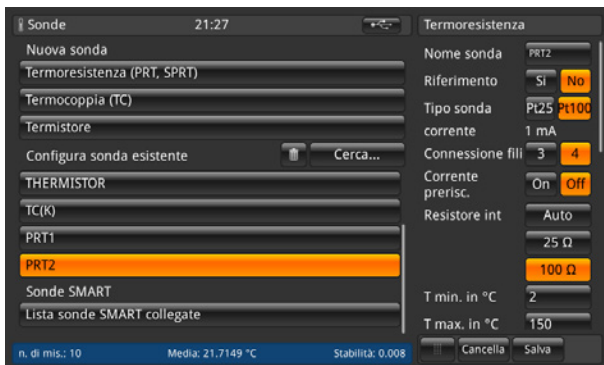 Sonde 21:27
Nuova sonda
Termoresistenza (PRT, SPRT)
Termocoppia (TC)
Termistore
Configura sonda esistente Cerca...
THERMISTOR
TC(K)
PRT1
PRT2
Sonde SMART
Lista sonde SMART collegate
n. di mis.: 10 Media: 21.7149 °C Stabilità: 0.008
Termoresistenza
Nome sonda PRT2
Riferimento Si No
Tipo sonda Pt25 Pt100
corrente 1 mA
Connessione fili 3 4
Corrente prerisc. On Off
Resistore int Auto
25 Ω
100 Ω
T min. in °C 2
T max. in °C 150
Cancella Salva